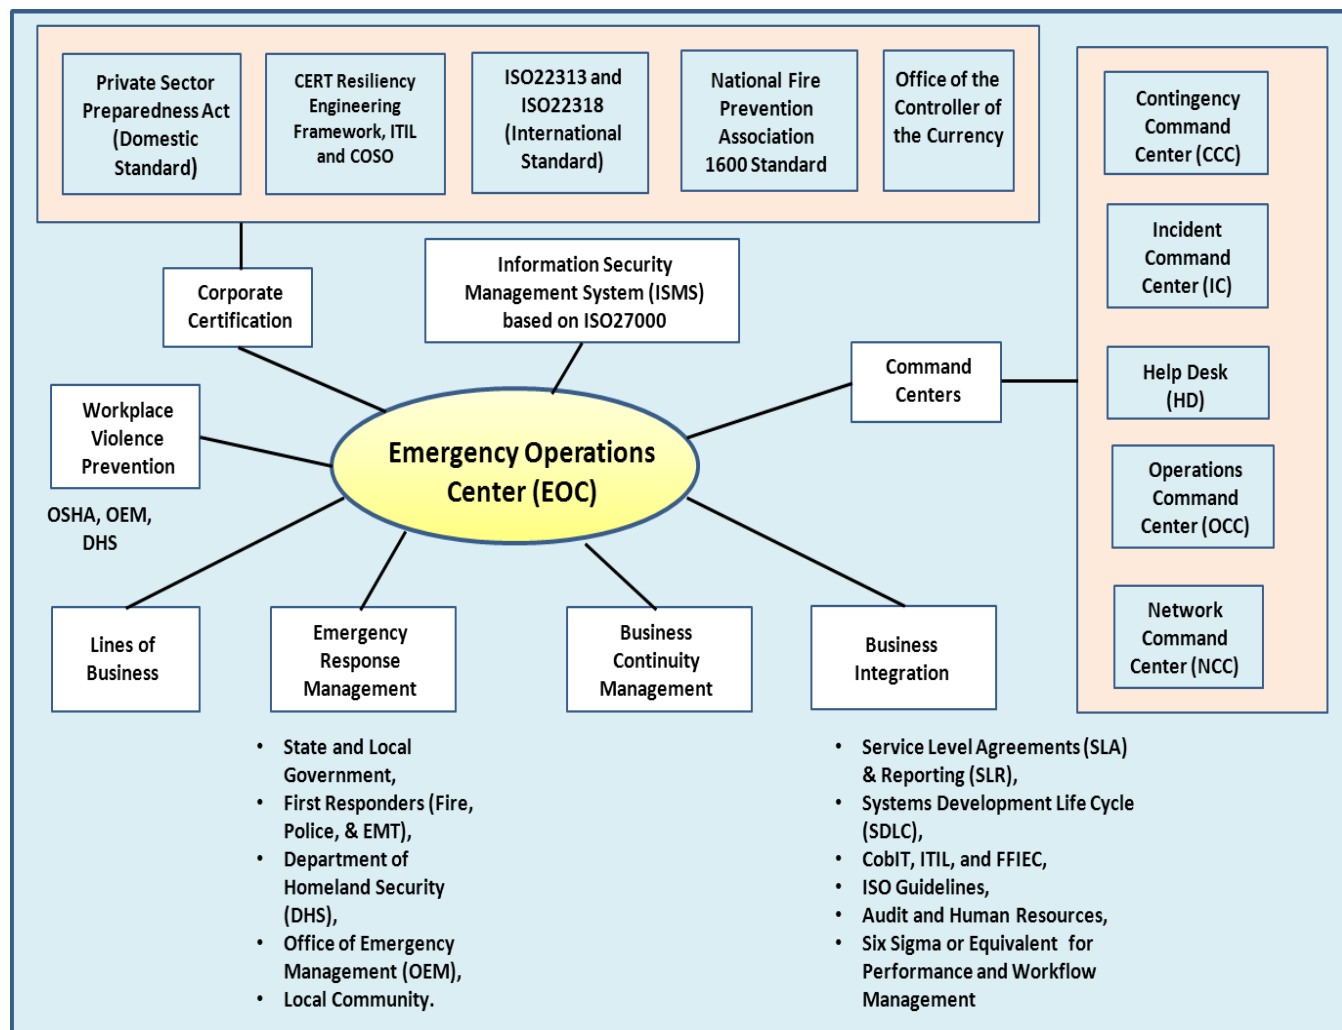 Private Sector
Preparedness Act
(Domestic
Standard)
CERT Resiliency
Engineering
Framework, ITIL
and COSO
ISO22313 and
ISO22318
(International
Standard)
National Fire
Prevention
Association
1600 Standard
Office of the
Controller of
the Currency
Contingency
Command
Center (CCC)
Incident
Command
Center (IC)
Help Desk
(HD)
Operations
Command
Center (OCC)
Network
Command
Center (NCC)
Corporate
Certification
Information Security
Management System (ISMS)
based on ISO27000
Command
Centers
Workplace
Violence
Prevention
OSHA, OEM,
DHS
Emergency Operations
Center (EOC)
Lines of
Business
Emergency
Response
Management
Business
Continuity
Management
Business
Integration
• State and Local
Government,
• First Responders (Fire,
Police, & EMT),
• Department of
Homeland Security
(DHS),
• Office of Emergency
Management (OEM),
• Local Community.
• Service Level Agreements (SLA)
& Reporting (SLR),
• Systems Development Life Cycle
(SDLC),
• CobIT, ITIL, and FFIEC,
• ISO Guidelines,
• Audit and Human Resources,
• Six Sigma or Equivalent for
Performance and Workflow
Management